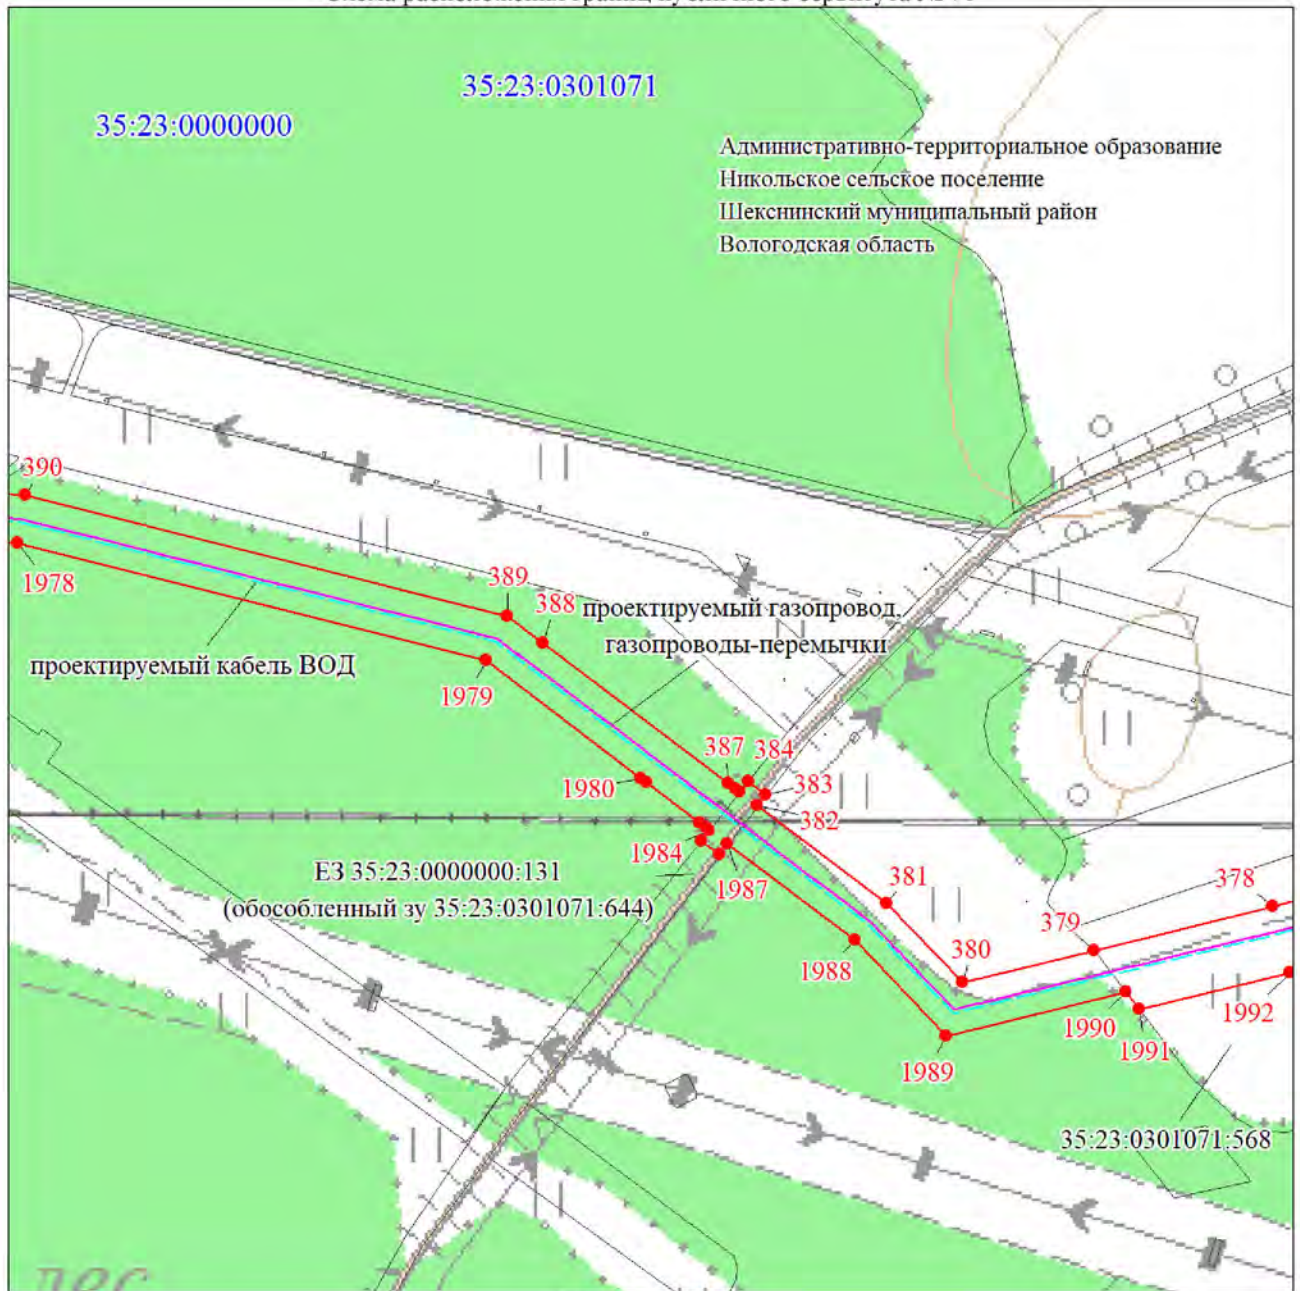 35:23:0301071
35:23:0000000
Административно-территориальное образование
Никольское сельское поселение
Шекснинский муниципальный район
Вологодская область
390
1978
389
388
проектируемый газопровод,
газопроводы-перемычки
проектируемый кабель ВОД
1979
387
384
383
1980
382
1984
1987
ЕЗ 35:23:0000000:131
(обособленный зу 35:23:0301071:644)
381
378
379
1988
380
1990
1992
1991
1989
35:23:0301071:568
лес